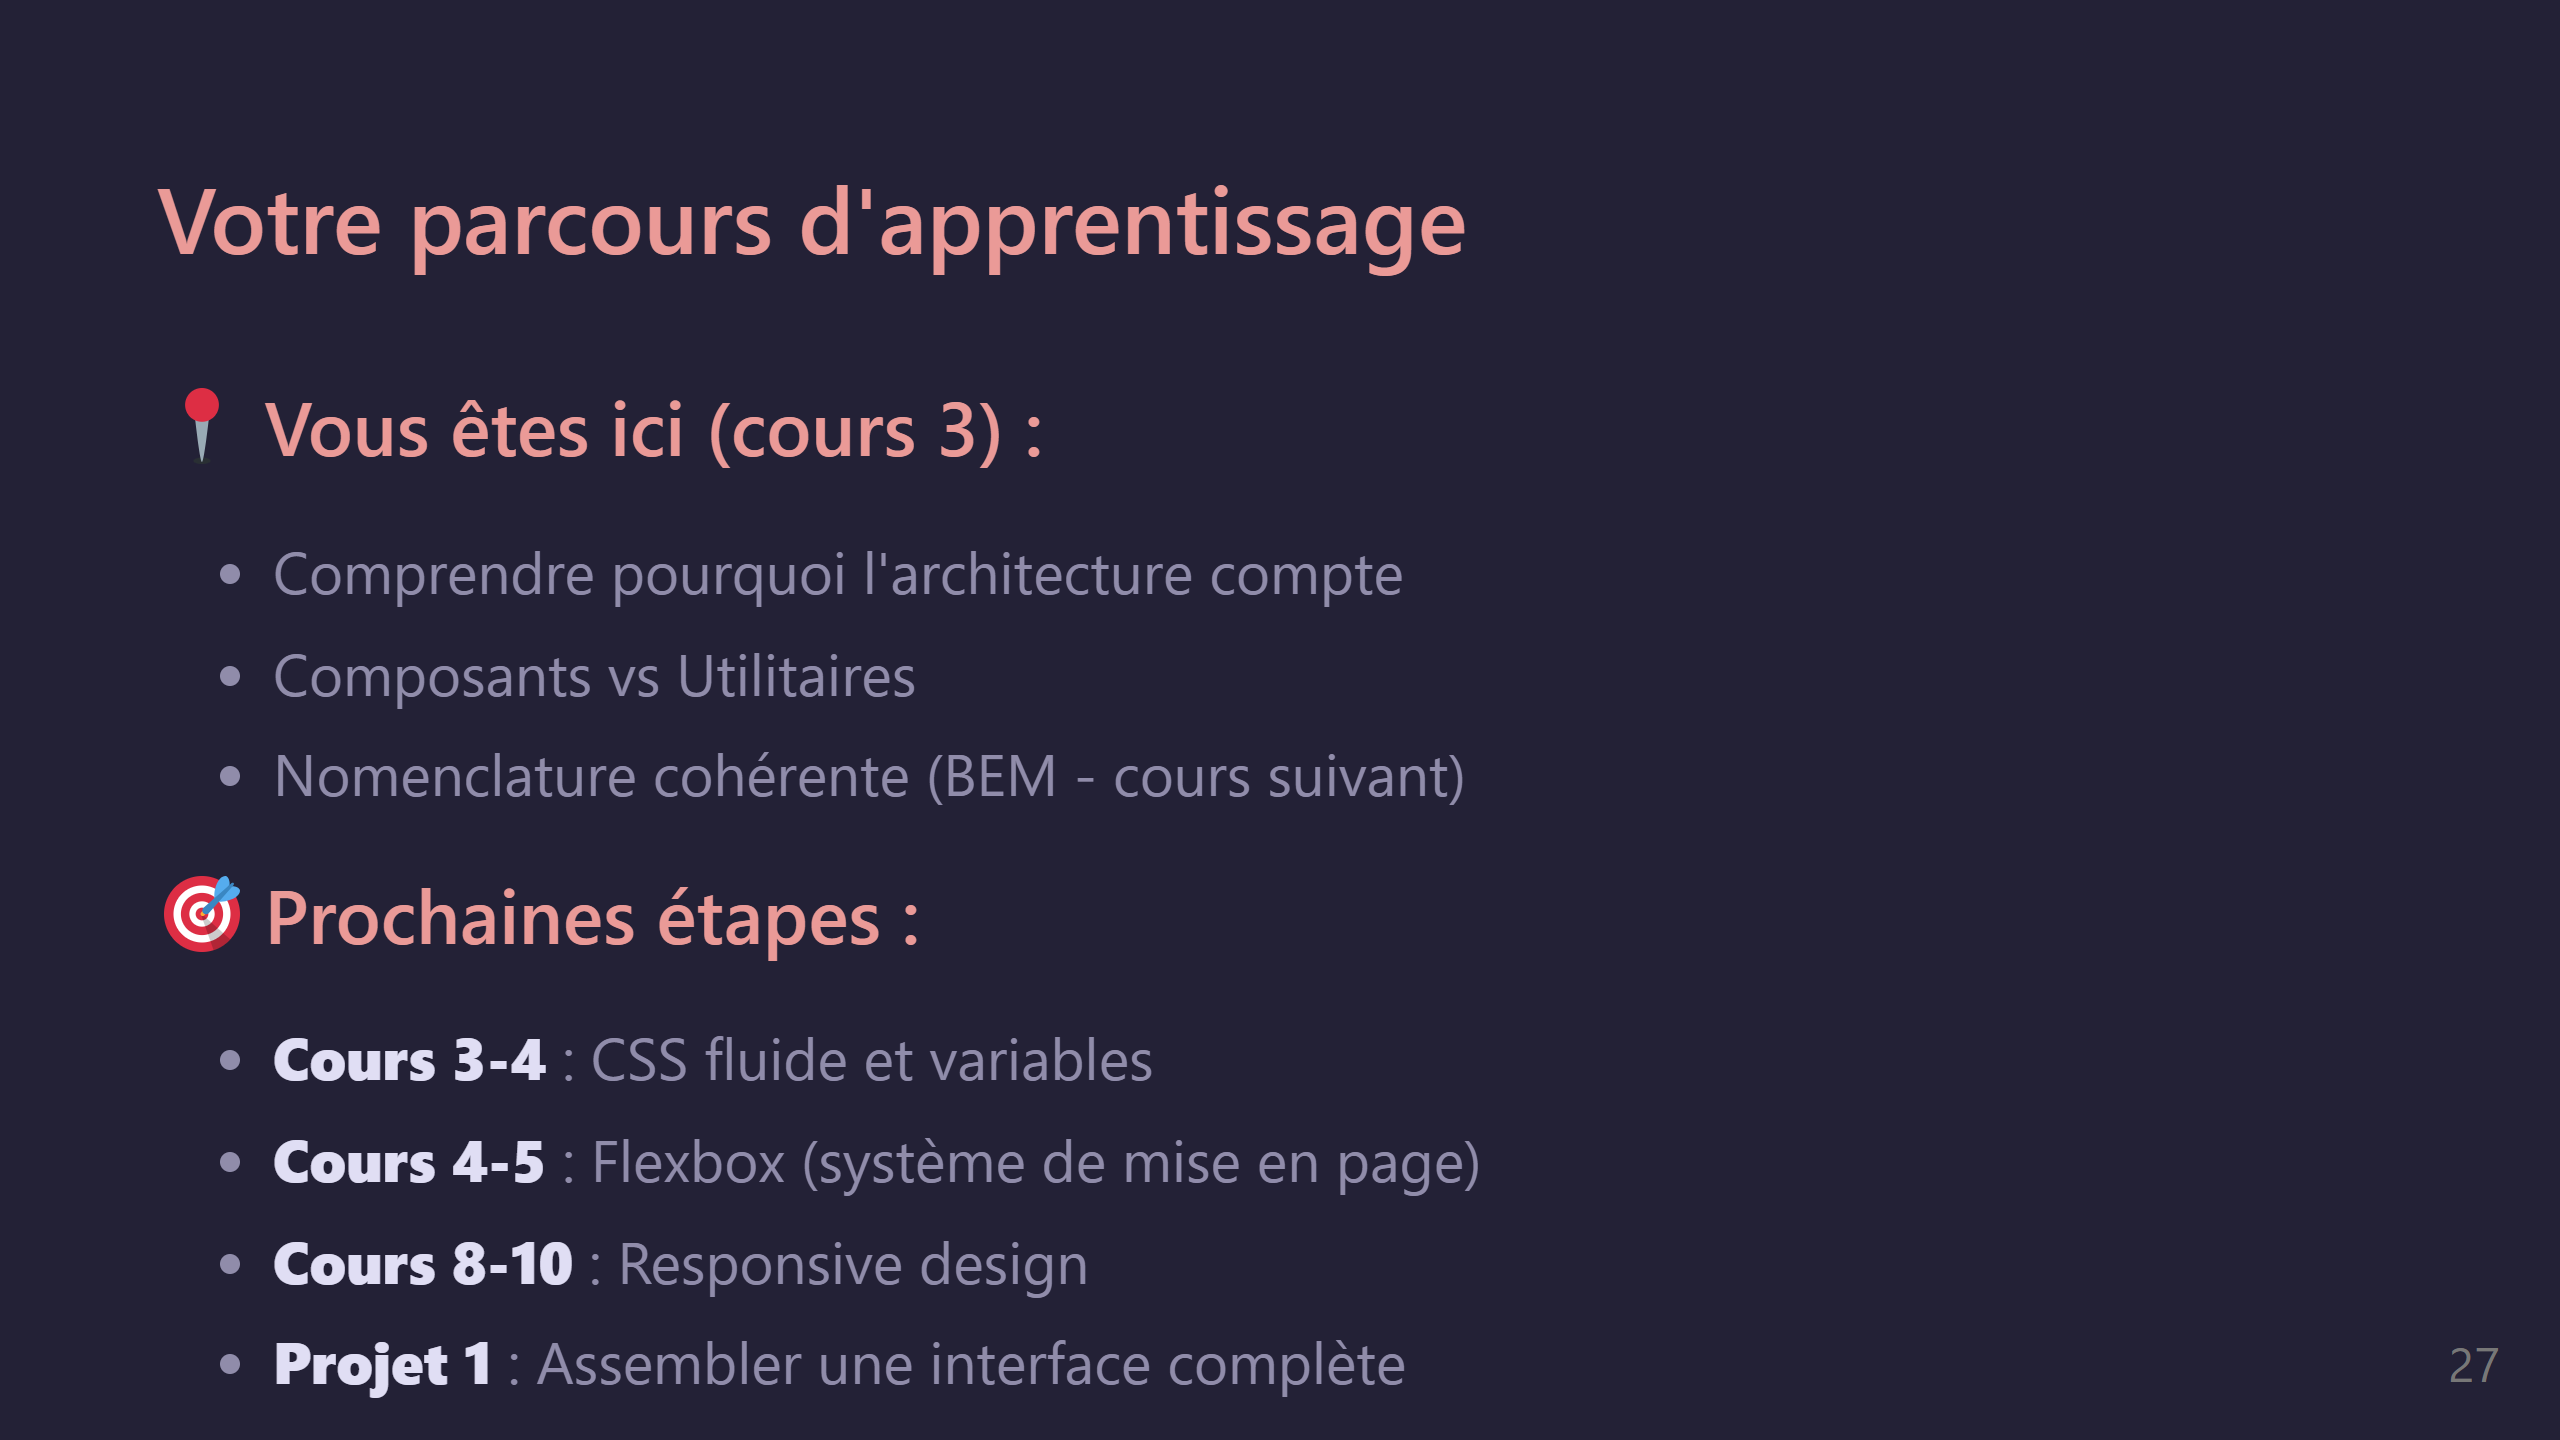 Votre parcours d'apprentissage
📍 Vous êtes ici (cours 3) :
• Comprendre pourquoi l'architecture compte
• Composants vs Utilitaires
• Nomenclature cohérente (BEM - cours suivant)
🎯 Prochaines étapes :
• Cours 3-4 : CSS fluide et variables
• Cours 4-5 : Flexbox (système de mise en page)
• Cours 8-10 : Responsive design
• Projet 1 : Assembler une interface complète
27